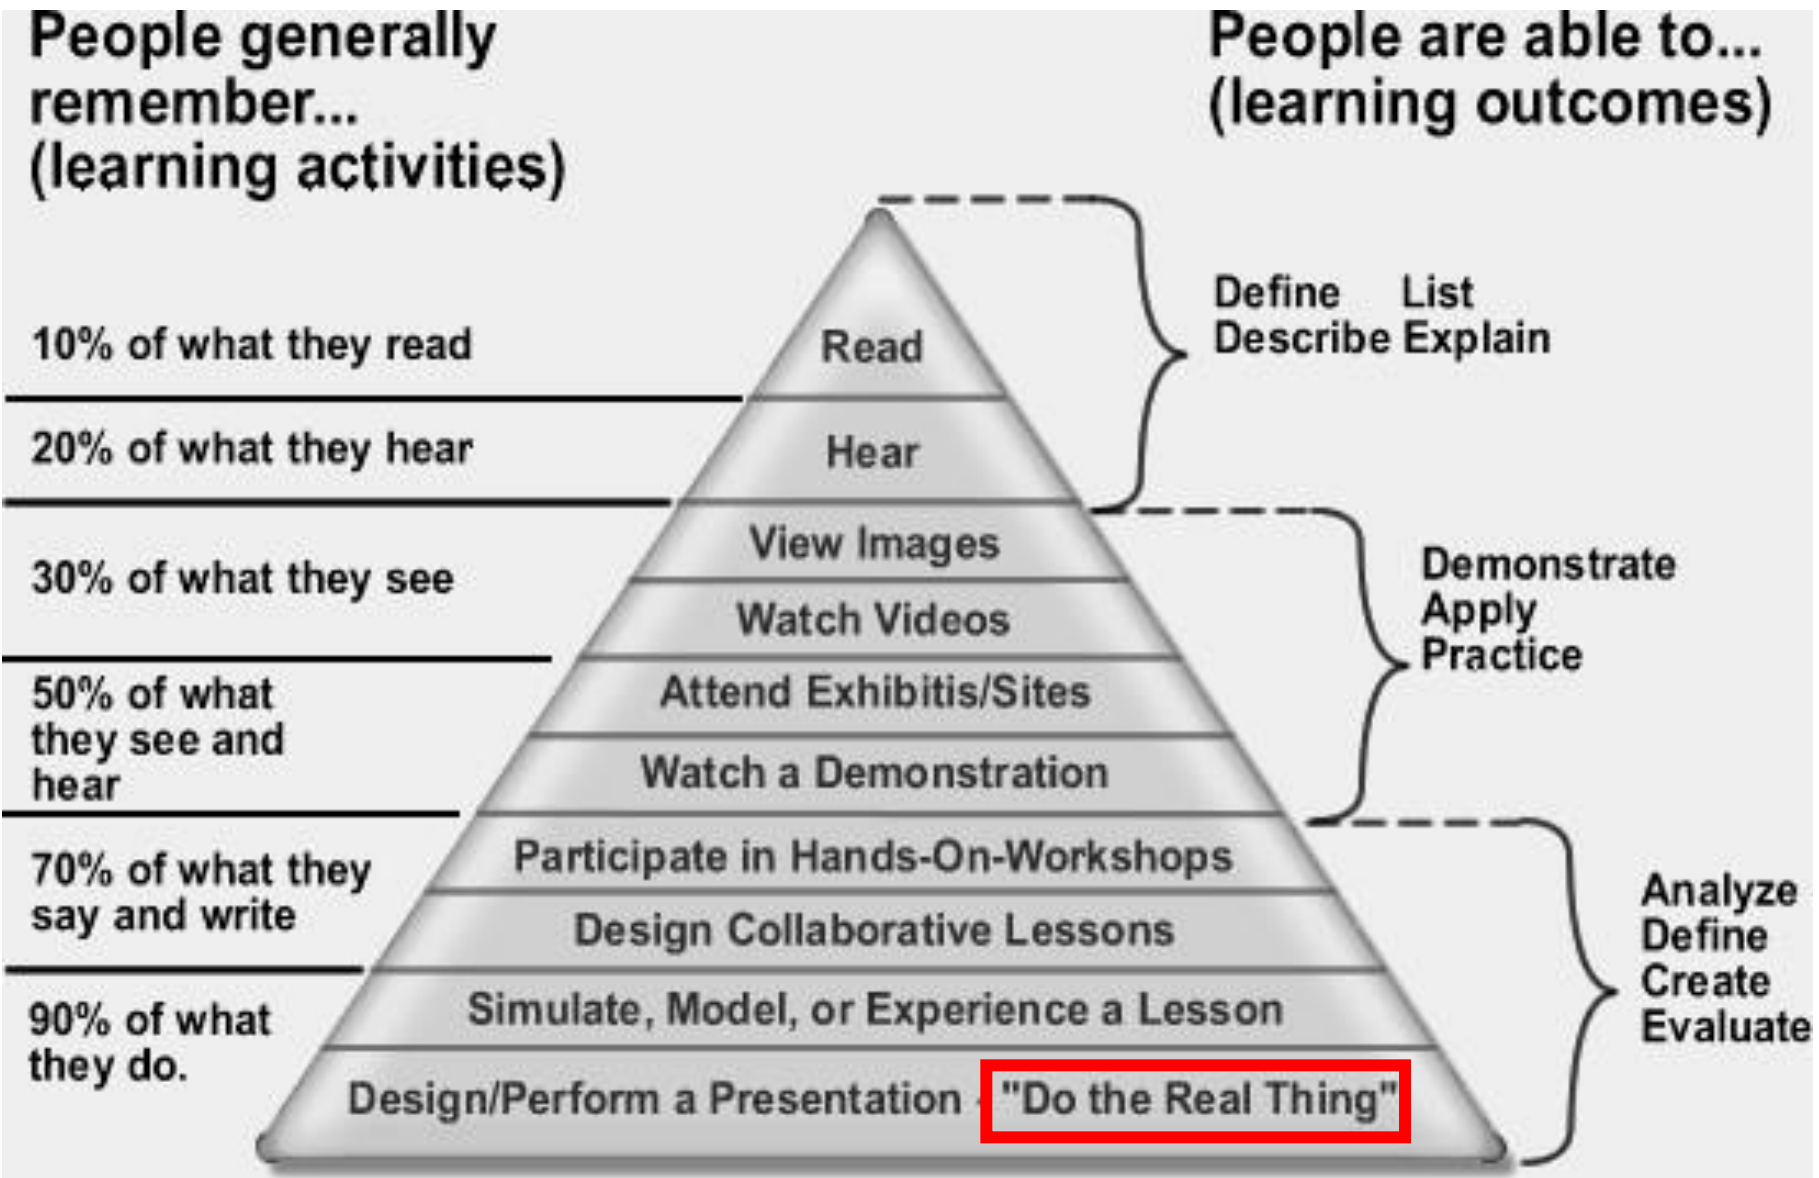 People generally
remember...
(learning activities)
People are able to...
(learning outcomes)
10% of what they read
Read
Define List
Describe Explain
20% of what they hear
Hear
30% of what they see
View Images
Watch Videos
Demonstrate
Apply
Practice
50% of what
they see and
hear
Attend Exhibitis/Sites
Watch a Demonstration
70% of what they
say and write
Participate in Hands-On-Workshops
Design Collaborative Lessons
Analyze
Define
Create
Evaluate
90% of what
they do.
Simulate, Model, or Experience a Lesson
Design/Perform a Presentation - "Do the Real Thing"